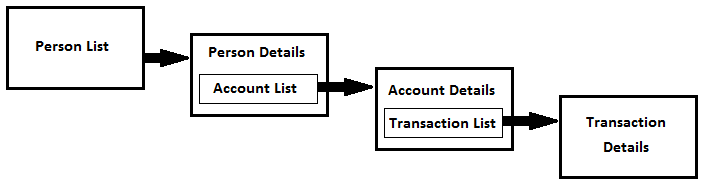 Person List
Person Details
Account List
Account Details
Transaction List
Transaction
Details